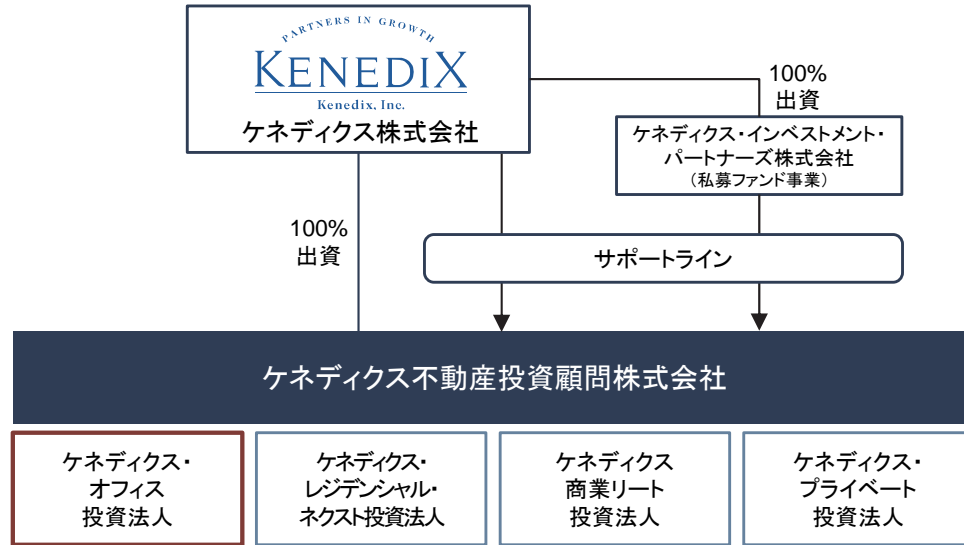 PARTNERS IN GROWTH
KENEDIX
Kenedix, Inc.
ケネディクス株式会社
100%
出資
ケネディクス・インベストメント・
パートナーズ株式会社
（私募ファンド事業）
100%
出資
サポートライン
ケネディクス不動産投資顧問株式会社
ケネディクス・
オフィス
投資法人
ケネディクス・
レジデンシャル・
ネクスト投資法人
ケネディクス
商業リート
投資法人
ケネディクス・
プライベート
投資法人